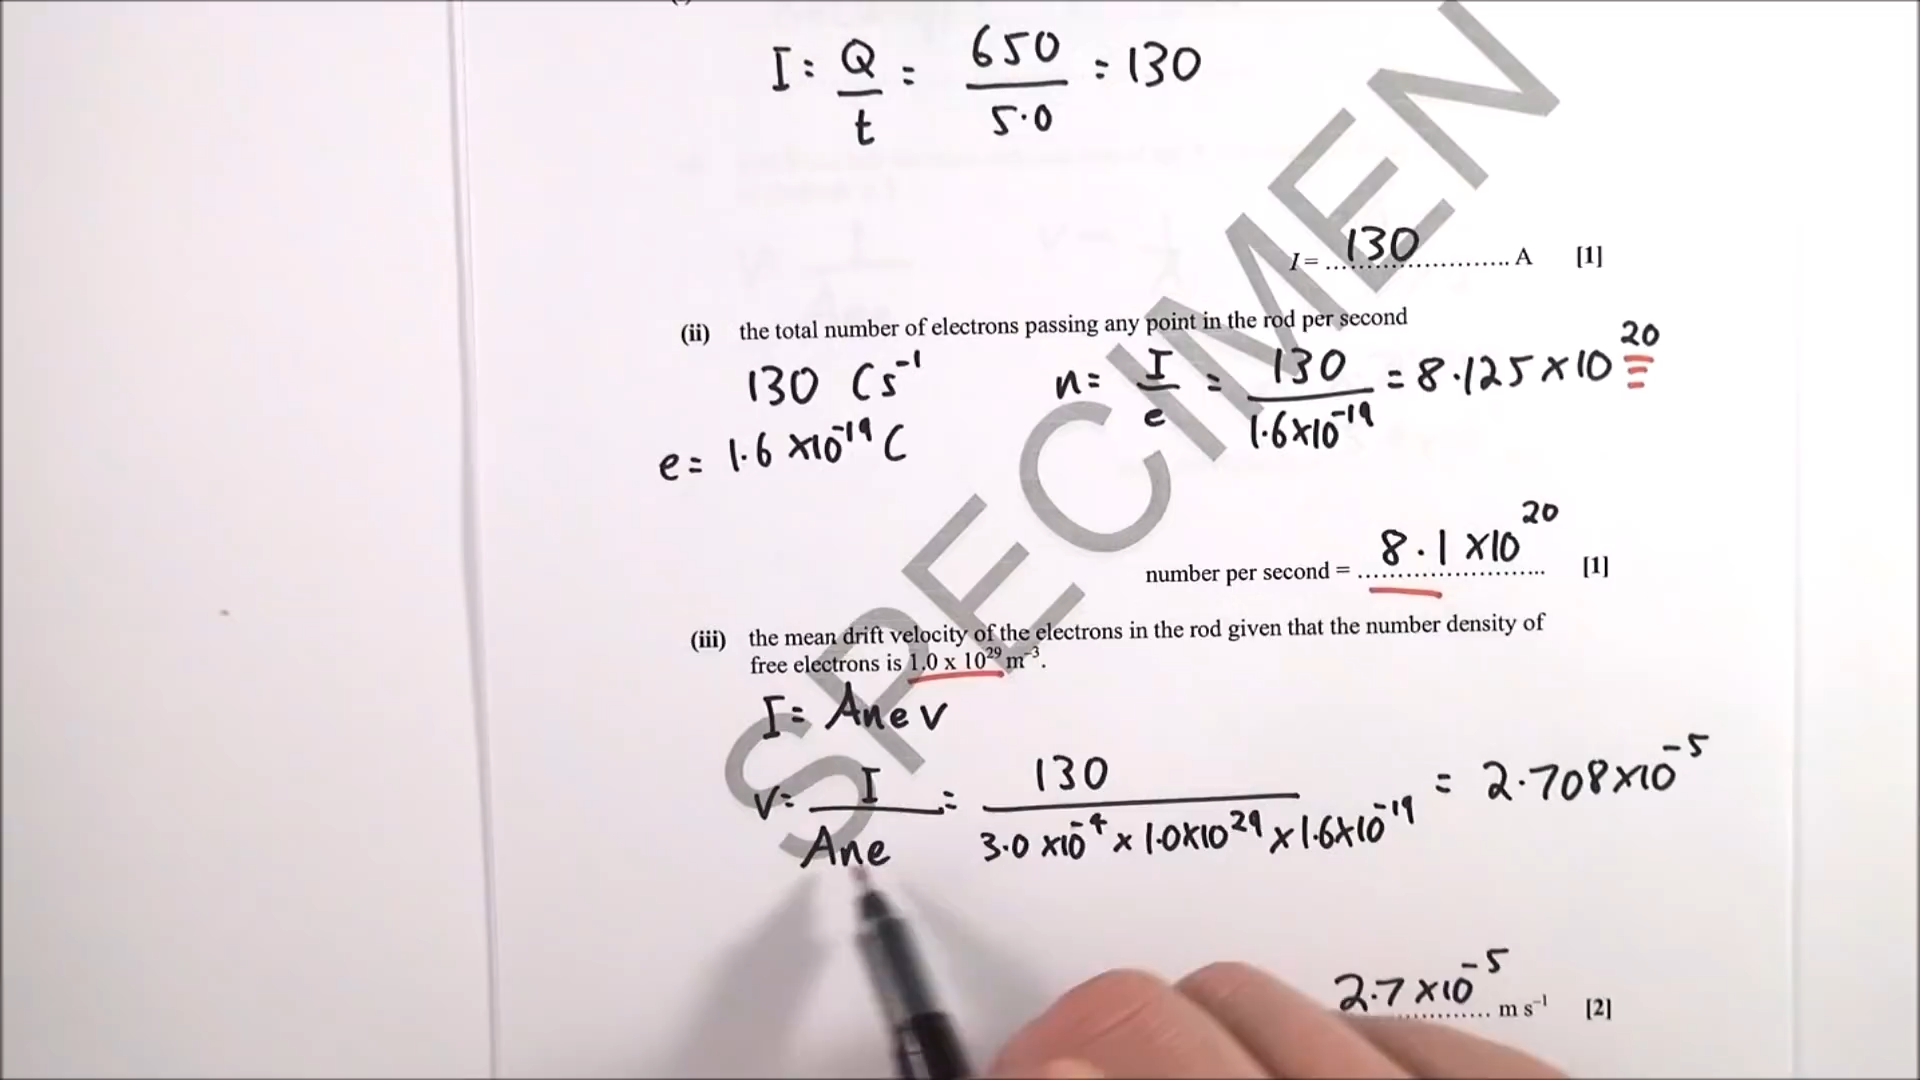 I = Q/t = 650/5.0 = 130
I = 130 A [1]
(ii) the total number of electrons passing any point in the rod per second
130 Cs⁻¹
n = I/e = 130/1.6×10⁻¹⁹ = 8.125×10²⁰
e = 1.6×10⁻¹⁹ C
number per second = 8.1×10²⁰ [1]
(iii) the mean drift velocity of the electrons in the rod given that the number density of
free electrons is 1.0 x 10²⁹ m⁻³.
I = Anev
v = I/Ane = 130/3.0×10⁻⁴ × 1.0×10²⁹ × 1.6×10⁻¹⁹ = 2.708×10⁻⁵
2.7×10⁻⁵ m s⁻¹ [2]
SPECIMEN